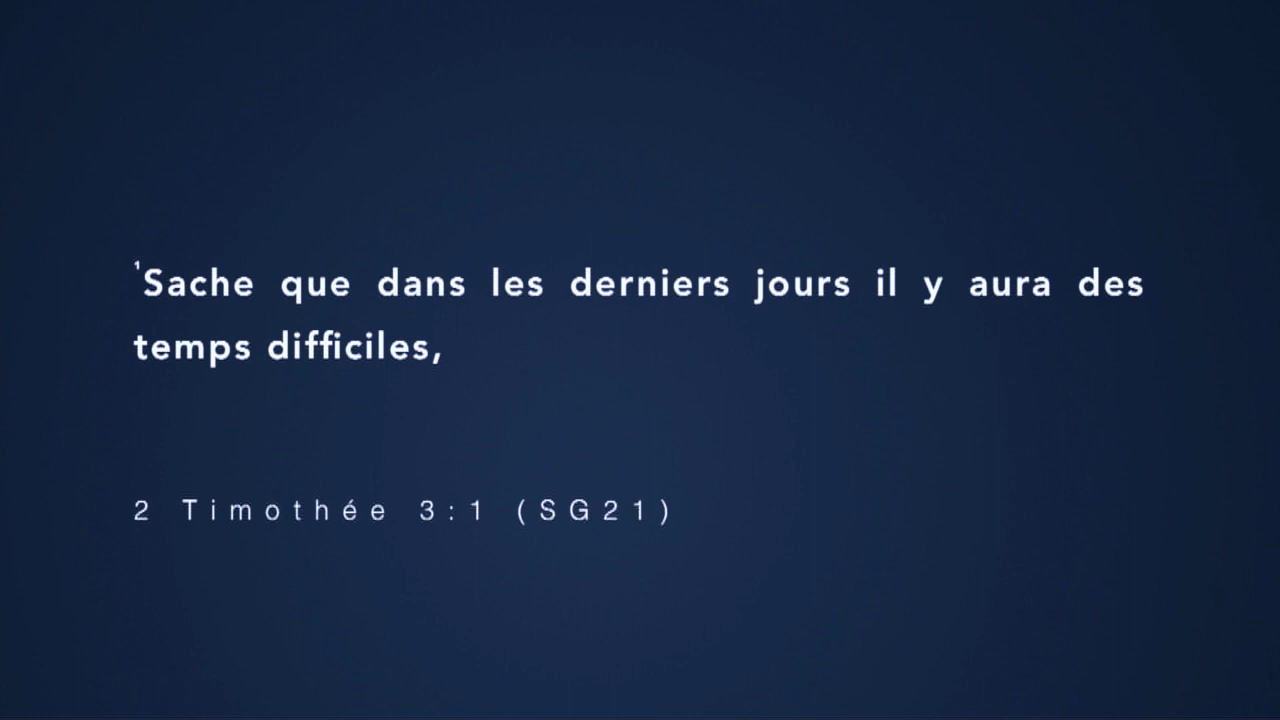 ¹Sache que dans les derniers jours il y aura des
temps difficiles,
2 Timothée 3:1 (SG21)